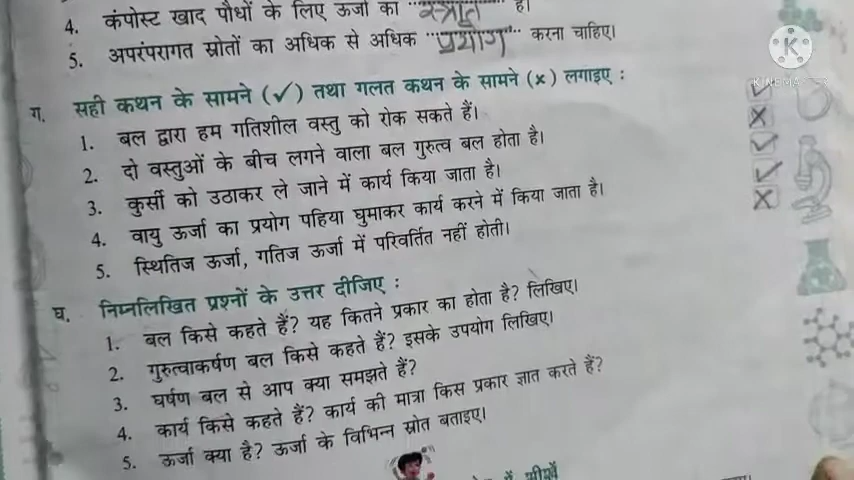 4. कंपोस्ट खाद पौधों के लिए ऊर्जा का स्त्रोत है।
5. अपरंपरागत स्रोतों का अधिक से अधिक प्रयोग करना चाहिए।
ग. सही कथन के सामने (✓) तथा गलत कथन के सामने (×) लगाइए :
1. बल द्वारा हम गतिशील वस्तु को रोक सकते हैं। ✓
2. दो वस्तुओं के बीच लगने वाला बल गुरुत्व बल होता है। ×
3. कुर्सी को उठाकर ले जाने में कार्य किया जाता है। ✓
4. वायु ऊर्जा का प्रयोग पहिया घुमाकर कार्य करने में किया जाता है। ✓
5. स्थितिज ऊर्जा, गतिज ऊर्जा में परिवर्तित नहीं होती। ×
घ. निम्नलिखित प्रश्नों के उत्तर दीजिए :
1. बल किसे कहते हैं? यह कितने प्रकार का होता है? लिखिए।
2. गुरुत्वाकर्षण बल किसे कहते हैं? इसके उपयोग लिखिए।
3. घर्षण बल से आप क्या समझते हैं?
4. कार्य किसे कहते हैं? कार्य की मात्रा किस प्रकार ज्ञात करते हैं?
5. ऊर्जा क्या है? ऊर्जा के विभिन्न स्रोत बताइए।
K